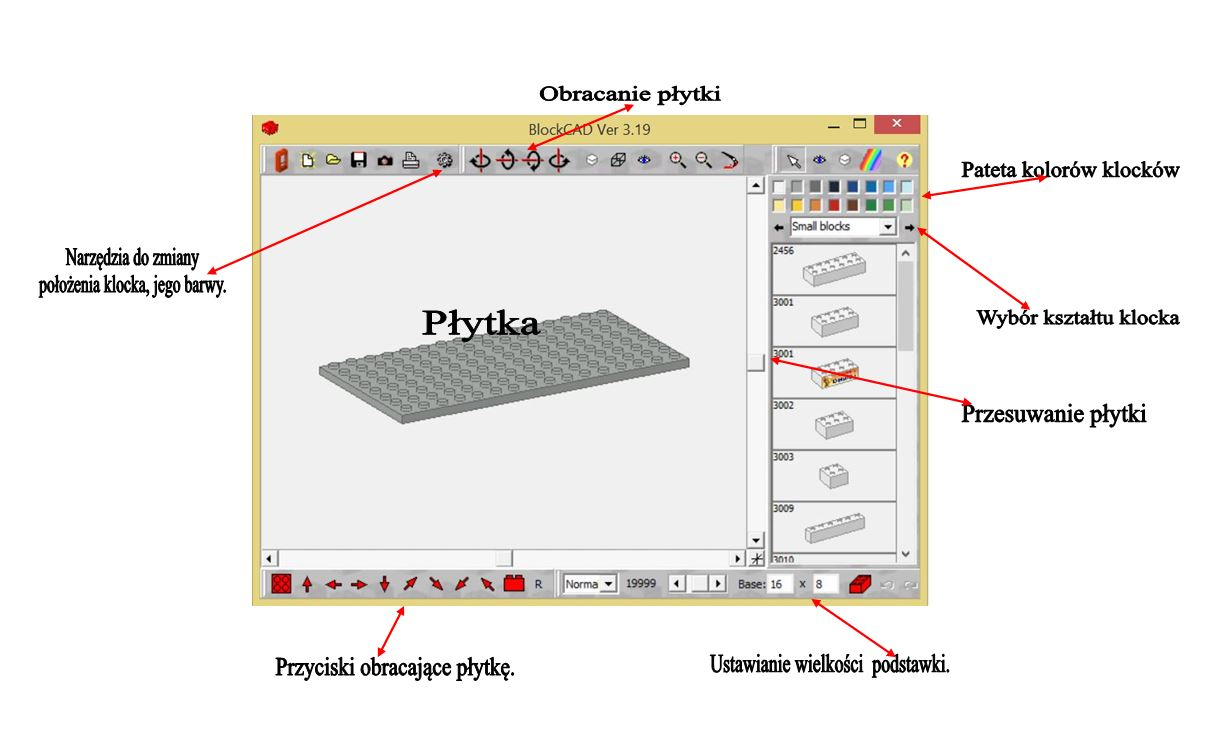 Obracanie płytki
BlockCAD Ver 3.19
Pateta kolorów klocków
Small blocks
Narzędzia do zmiany
położenia klocka, jego barwy.
2456
3001
Płytka
Wybór kształtu klocka
3001
3002
Przesuwanie płytki
3003
3009
3010
R
Norma
19999
Base: 16 x 8
Przyciski obracające płytkę.
Ustawianie wielkości podstawki.